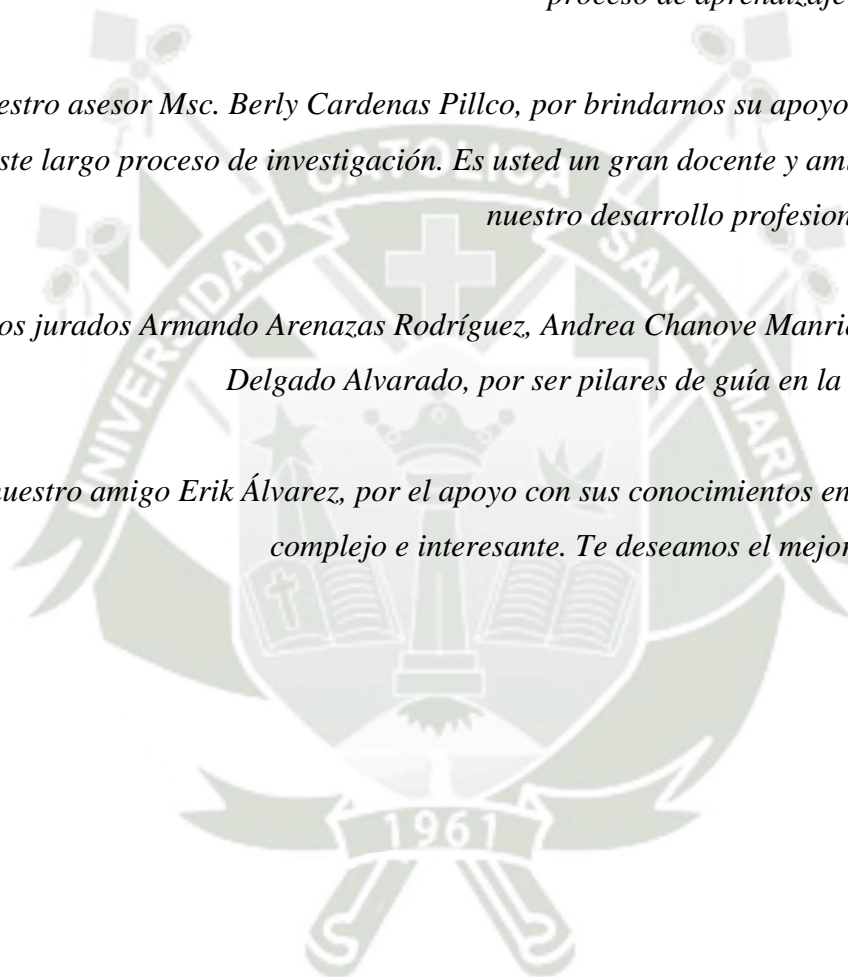 proceso de aprendizaje
estro asesor Msc. Berly Cardenas Pillco, por brindarnos su apoyo
ste largo proceso de investigación. Es usted un gran docente y am
nuestro desarrollo profesion
os jurados Armando Arenazas Rodríguez, Andrea Chanove Manri
Delgado Alvarado, por ser pilares de guía en la
uestro amigo Erik Álvarez, por el apoyo con sus conocimientos en
complejo e interesante. Te deseamos el mejor
UNIVERSIDAD CATOLICA SANTA MARIA
1961